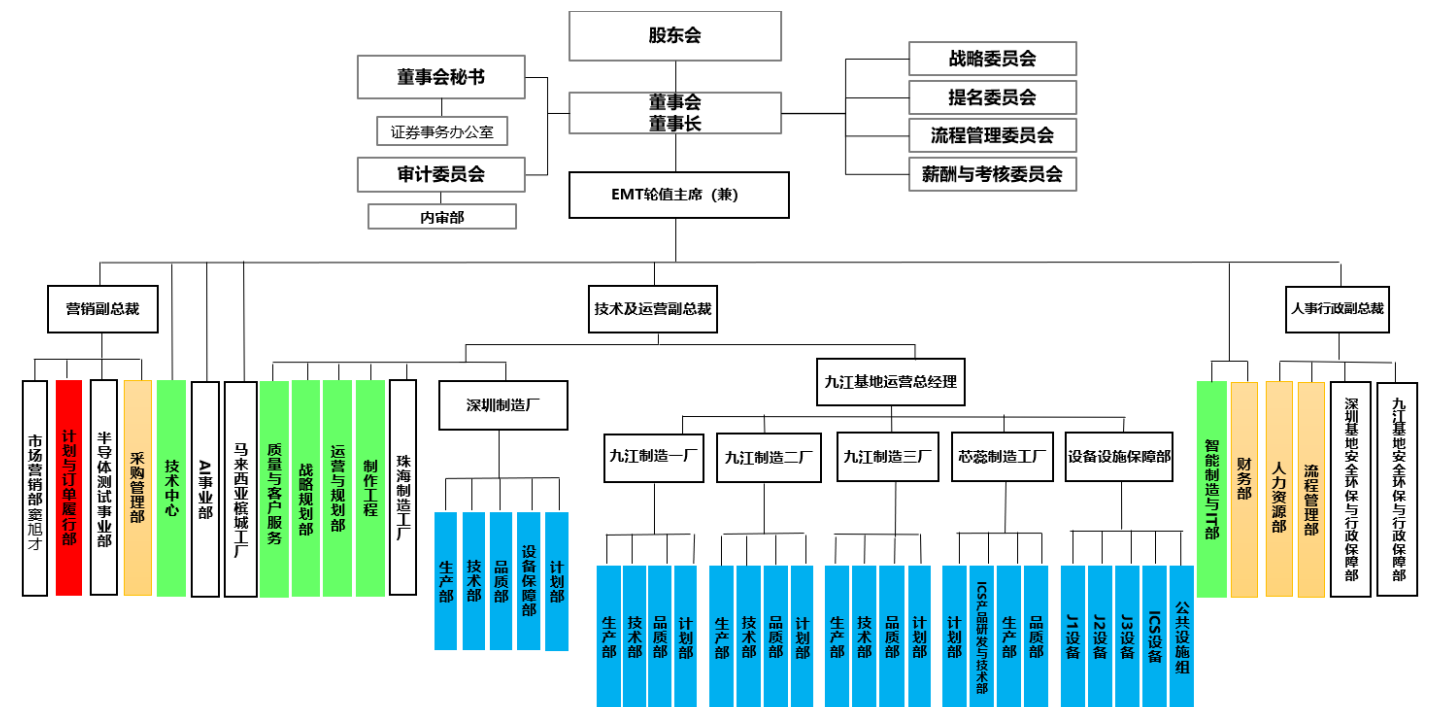 股东会
董事会秘书
证券事务办公室
审计委员会
内审部
董事会
董事长
战略委员会
提名委员会
流程管理委员会
薪酬与考核委员会
EMT轮值主席（兼）
营销副总裁
技术及运营副总裁
人事行政副总裁
九江基地运营总经理
深圳制造厂
市场营销部窦旭才
计划与订单履行部
半导体测试事业部
采购管理部
技术中心
AI事业部
马来西亚槟城工厂
质量与客户服务
战略规划部
运营与规划部
制作工程
珠海制造工厂
九江制造一厂
九江制造二厂
九江制造三厂
芯蕊制造工厂
设备设施保障部
智能制造与IT部
财务部
人力资源部
流程管理部
深圳基地安全环保与行政保障部
九江基地安全环保与行政保障部
生产部
技术部
品质部
设备保障部
计划部
生产部
技术部
品质部
计划部
生产部
技术部
品质部
计划部
生产部
技术部
品质部
计划部
计划部
ICS产品研发与技术部
生产部
品质部
J1设备
J2设备
J3设备
ICS设备
公共设施组